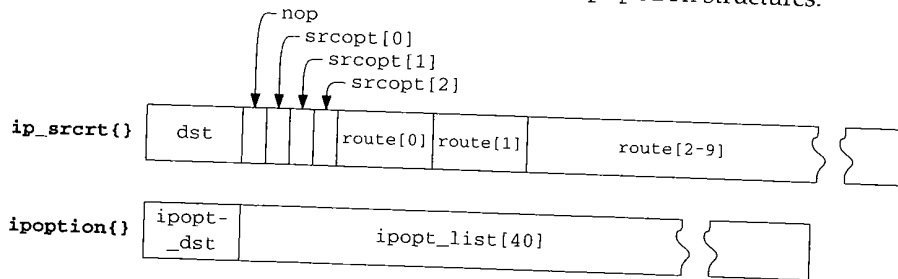 structures.
nop
srcopt[0]
srcopt[1]
srcopt[2]
ip_srcrt{} dst route[0] route[1] route[2-9]
ipoption{} ipopt-
_dst ipopt_list[40]